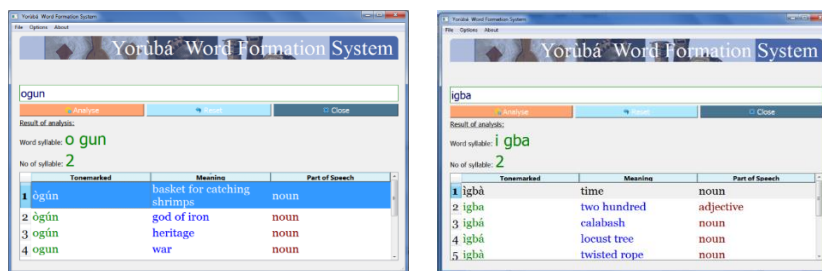 Yorùbá Word Formation System
File Options About
Yorùbá Word Formation System
ogun
Analyse Reset Close
Result of analysis:
Word syllable: o gun
No of syllable: 2
Tonemarked Meaning Part of Speech
1 ògún basket for catching
shrimps noun
2 ògún god of iron noun
3 ogún heritage noun
4 ogun war noun
Yorùbá Word Formation System
File Options About
Yorùbá Word Formation System
igba
Analyse Reset Close
Result of analysis:
Word syllable: i gba
No of syllable: 2
Tonemarked Meaning Part of Speech
1 ìgbà time noun
2 igba two hundred adjective
3 igbá calabash noun
4 igbá locust tree noun
5 igbà twisted rope noun